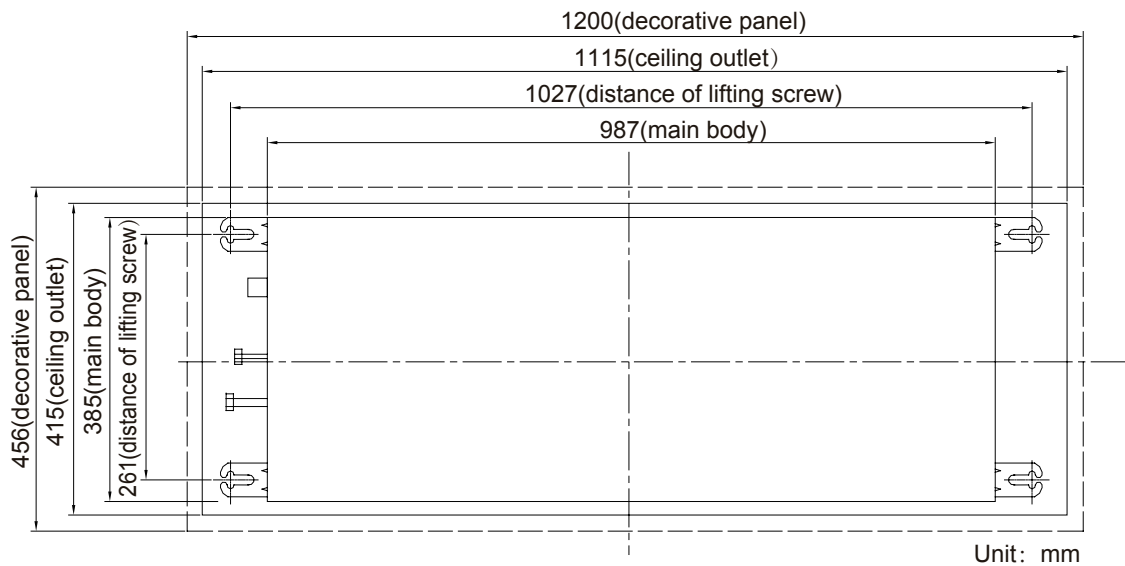 1200(decorative panel)
1115(ceiling outlet）
1027(distance of lifting screw)
987(main body)
456(decorative panel)
415(ceiling outlet)
385(main body)
261(distance of lifting screw)
Unit：mm